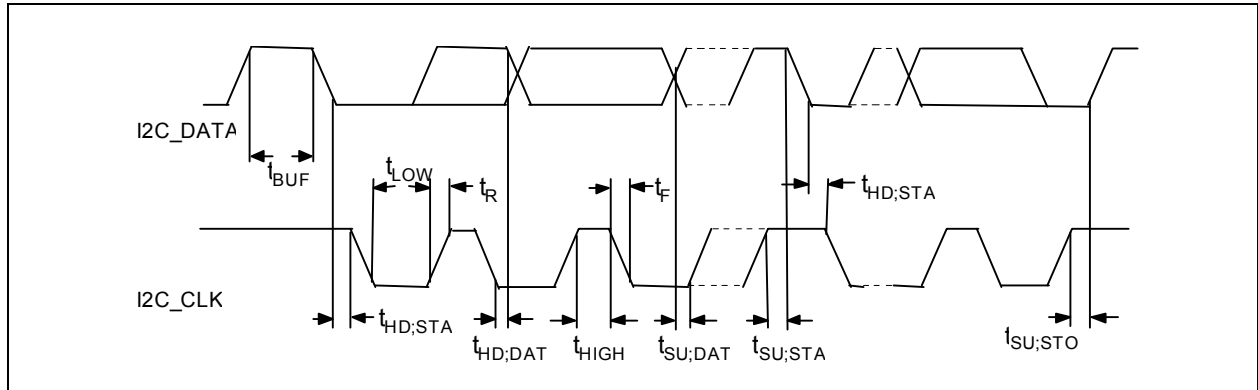 I2C_DATA
tBUF
tLOW
tR
tF
tHD;STA
I2C_CLK
tHD;STA
tHD;DAT
tHIGH
tSU;DAT
tSU;STA
tSU;STO